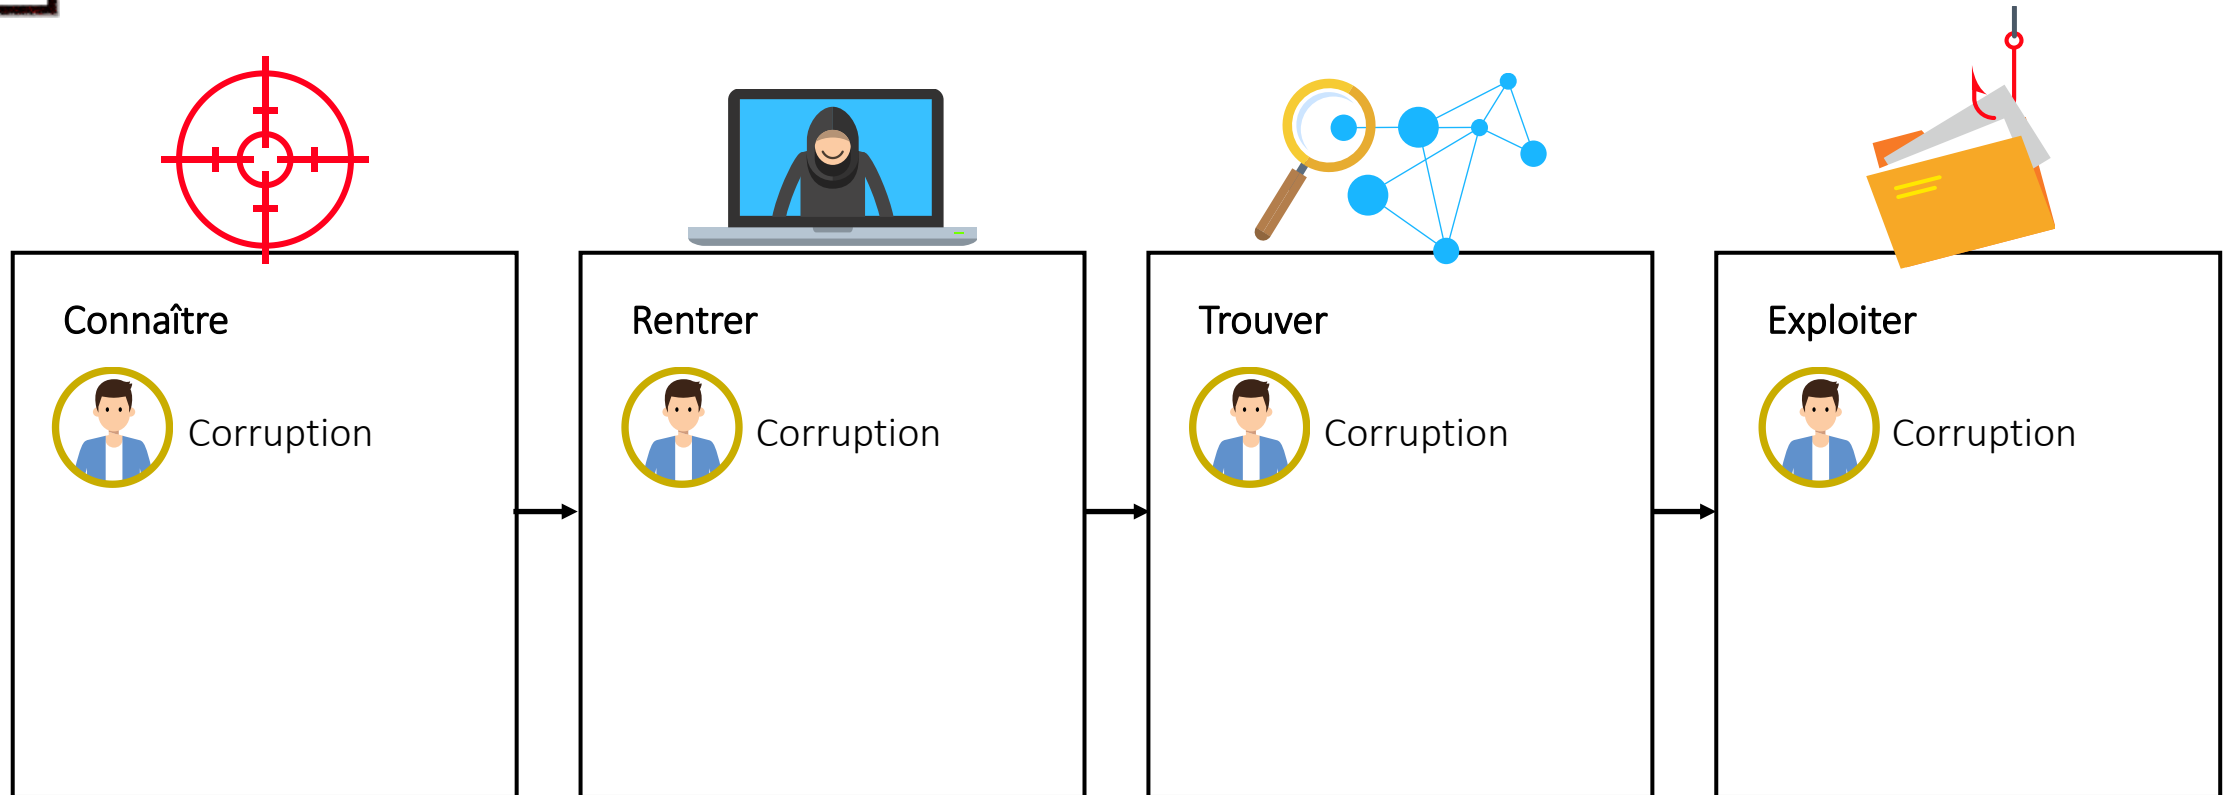 Connaître
Corruption
Rentrer
Corruption
Trouver
Corruption
Exploiter
Corruption